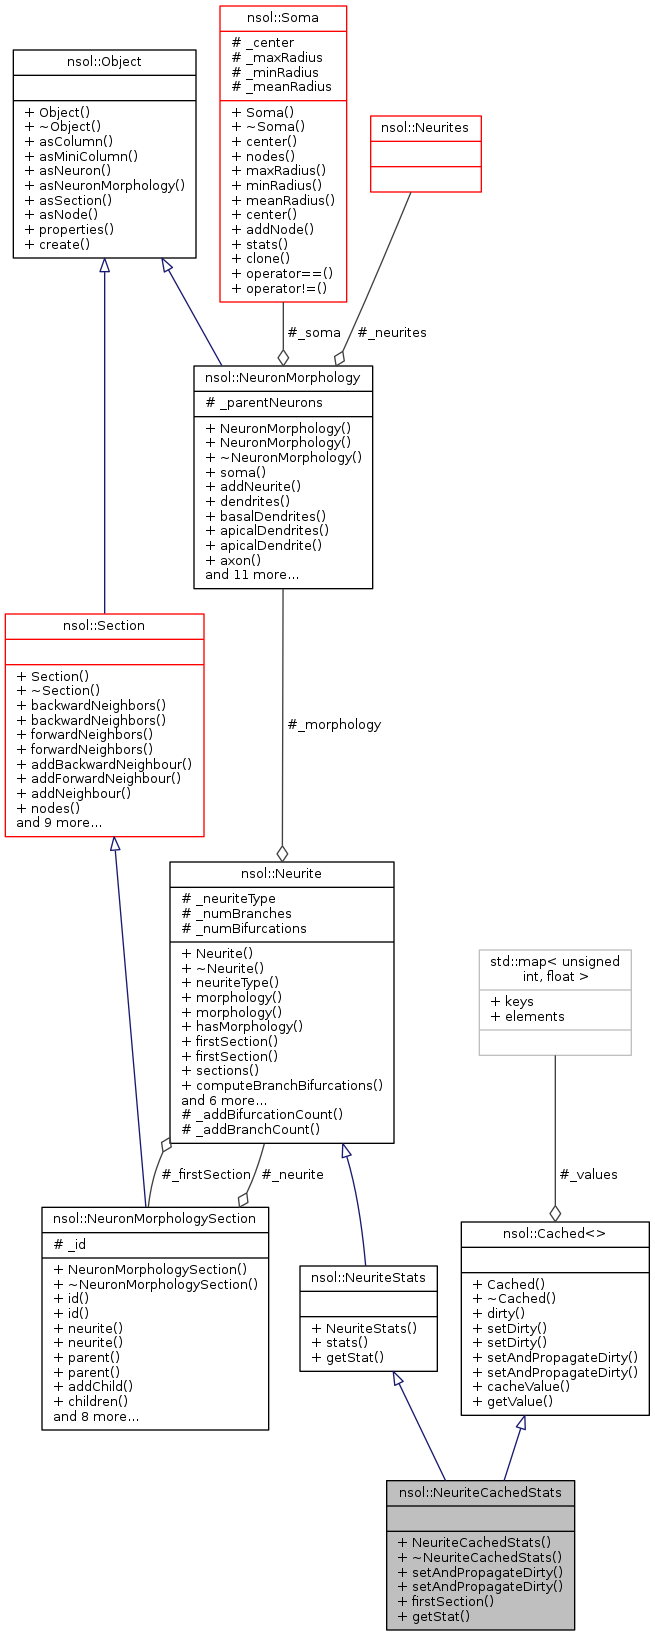 nsol::Soma
# _center
# _maxRadius
# _minRadius
# _meanRadius
+ Soma()
+ ~Soma()
+ center()
+ nodes()
+ maxRadius()
+ minRadius()
+ meanRadius()
+ center()
+ addNode()
+ stats()
+ clone()
+ operator==()
+ operator!=()
nsol::Object
+ Object()
+ ~Object()
+ asColumn()
+ asMiniColumn()
+ asNeuron()
+ asNeuronMorphology()
+ asSection()
+ asNode()
+ properties()
+ create()
nsol::Neurites
#_soma
#_neurites
nsol::NeuronMorphology
# _parentNeurons
+ NeuronMorphology()
+ NeuronMorphology()
+ ~NeuronMorphology()
+ soma()
+ addNeurite()
+ dendrites()
+ basalDendrites()
+ apicalDendrites()
+ apicalDendrite()
+ axon()
and 11 more...
nsol::Section
+ Section()
+ ~Section()
+ backwardNeighbors()
+ backwardNeighbors()
+ forwardNeighbors()
+ forwardNeighbors()
+ addBackwardNeighbour()
+ addForwardNeighbour()
+ addNeighbour()
+ nodes()
and 9 more...
#_morphology
nsol::Neurite
# _neuriteType
# _numBranches
# _numBifurcations
+ Neurite()
+ ~Neurite()
+ neuriteType()
+ morphology()
+ morphology()
+ hasMorphology()
+ firstSection()
+ firstSection()
+ sections()
+ computeBranchBifurcations()
and 6 more...
# _addBifurcationCount()
# _addBranchCount()
std::map< unsigned
int, float >
+ keys
+ elements
#_firstSection
#_neurite
#_values
nsol::NeuronMorphologySection
# _id
+ NeuronMorphologySection()
+ ~NeuronMorphologySection()
+ id()
+ id()
+ neurite()
+ neurite()
+ parent()
+ parent()
+ addChild()
+ children()
and 8 more...
nsol::NeuriteStats
+ NeuriteStats()
+ stats()
+ getStat()
nsol::Cached<>
+ Cached()
+ ~Cached()
+ dirty()
+ setDirty()
+ setDirty()
+ setAndPropagateDirty()
+ setAndPropagateDirty()
+ cacheValue()
+ getValue()
nsol::NeuriteCachedStats
+ NeuriteCachedStats()
+ ~NeuriteCachedStats()
+ setAndPropagateDirty()
+ setAndPropagateDirty()
+ firstSection()
+ getStat()